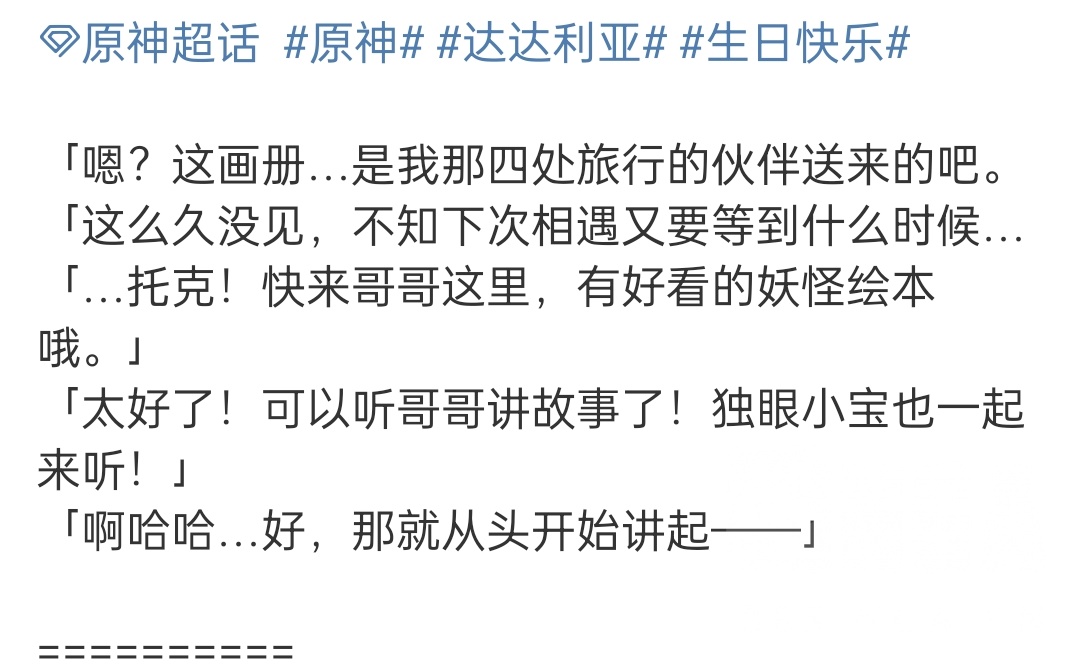 原神超话 #原神# #达达利亚# #生日快乐#
「嗯？这画册…是我那四处旅行的伙伴送来的吧。
「这么久没见，不知下次相遇又要等到什么时候…
「…托克！快来哥哥这里，有好看的妖怪绘本
哦。」
「太好了！可以听哥哥讲故事了！独眼小宝也一起
来听！」
「啊哈哈…好，那就从头开始讲起——」
==========